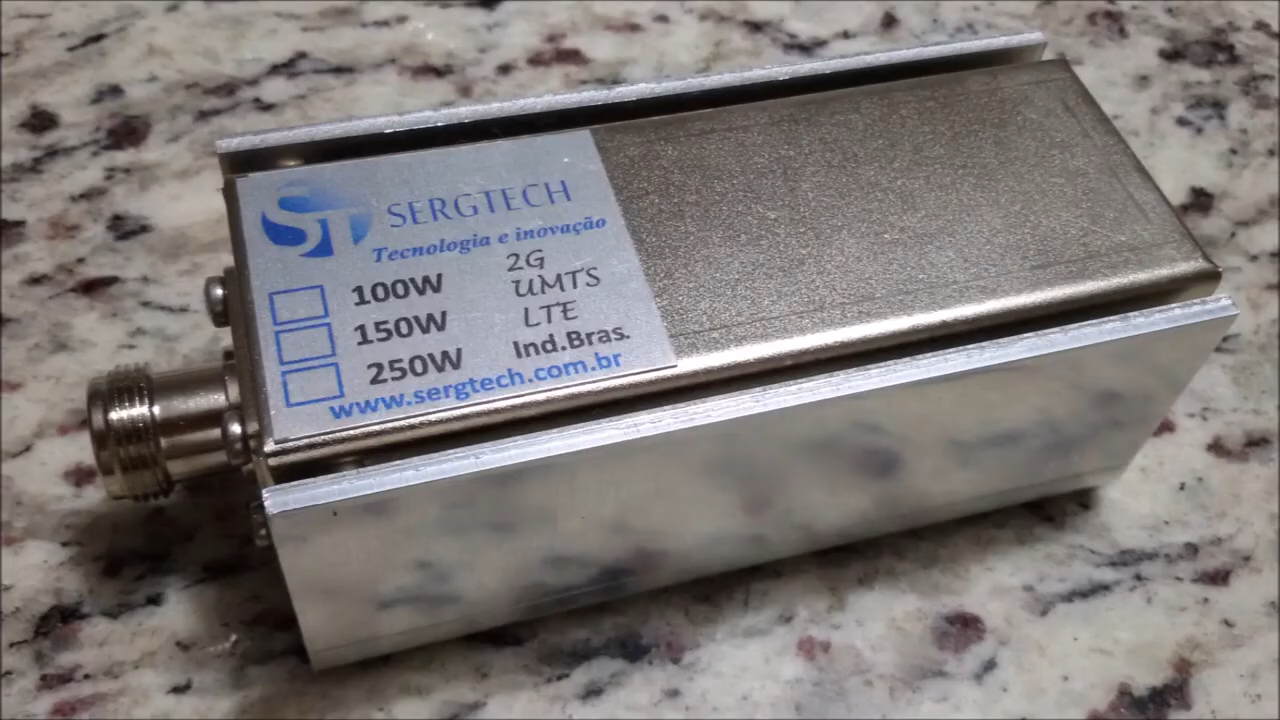 ST SERGTECH
Tecnologia e inovação
100W 2G
150W UMTS
250W LTE
Ind.Bras.
www.sergtech.com.br